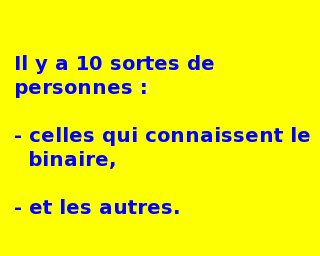 Il y a 10 sortes de
personnes :
- celles qui connaissent le
binaire,
- et les autres.